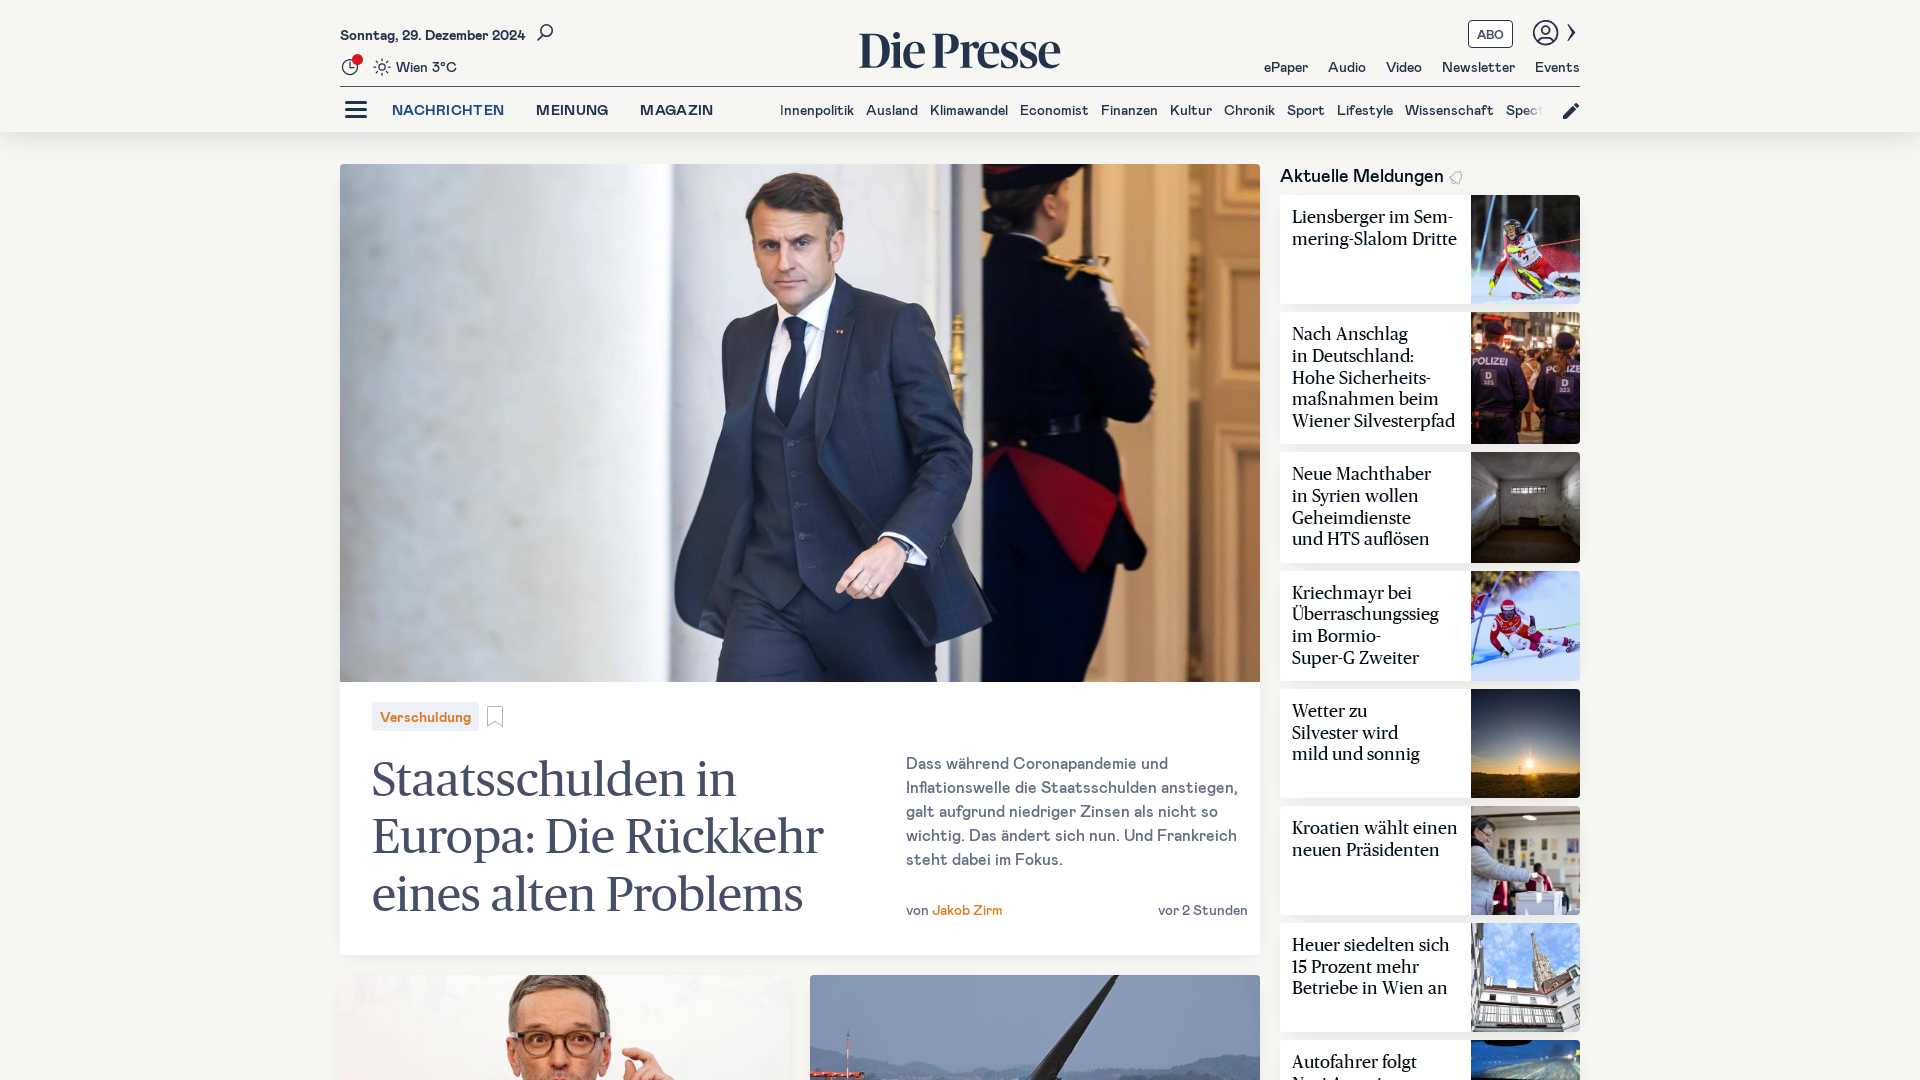 Sonntag, 29. Dezember 2024
Wien 3°C
Die Presse
ABO
ePaper Audio Video Newsletter Events
NACHRICHTEN MEINUNG MAGAZIN
Innenpolitik Ausland Klimawandel Economist Finanzen Kultur Chronik Sport Lifestyle Wissenschaft
Verschuldung
Staatsschulden in
Europa: Die Rückkehr
eines alten Problems
Dass während Coronapandemie und
Inflationswelle die Staatsschulden anstiegen,
galt aufgrund niedriger Zinsen als nicht so
wichtig. Das ändert sich nun. Und Frankreich
steht dabei im Fokus.
von Jakob Zirm
vor 2 Stunden
Aktuelle Meldungen
Liensberger im Sem-
mering-Slalom Dritte
Nach Anschlag
in Deutschland:
Hohe Sicherheits-
maßnahmen beim
Wiener Silvesterpfad
POLIZEI
Neue Machthaber
in Syrien wollen
Geheimdienste
und HTS auflösen
Kriechmayr bei
Überraschungssieg
im Bormio-
Super-G Zweiter
Wetter zu
Silvester wird
mild und sonnig
Kroatien wählt einen
neuen Präsidenten
Heuer siedelten sich
15 Prozent mehr
Betriebe in Wien an
Autofahrer folgt